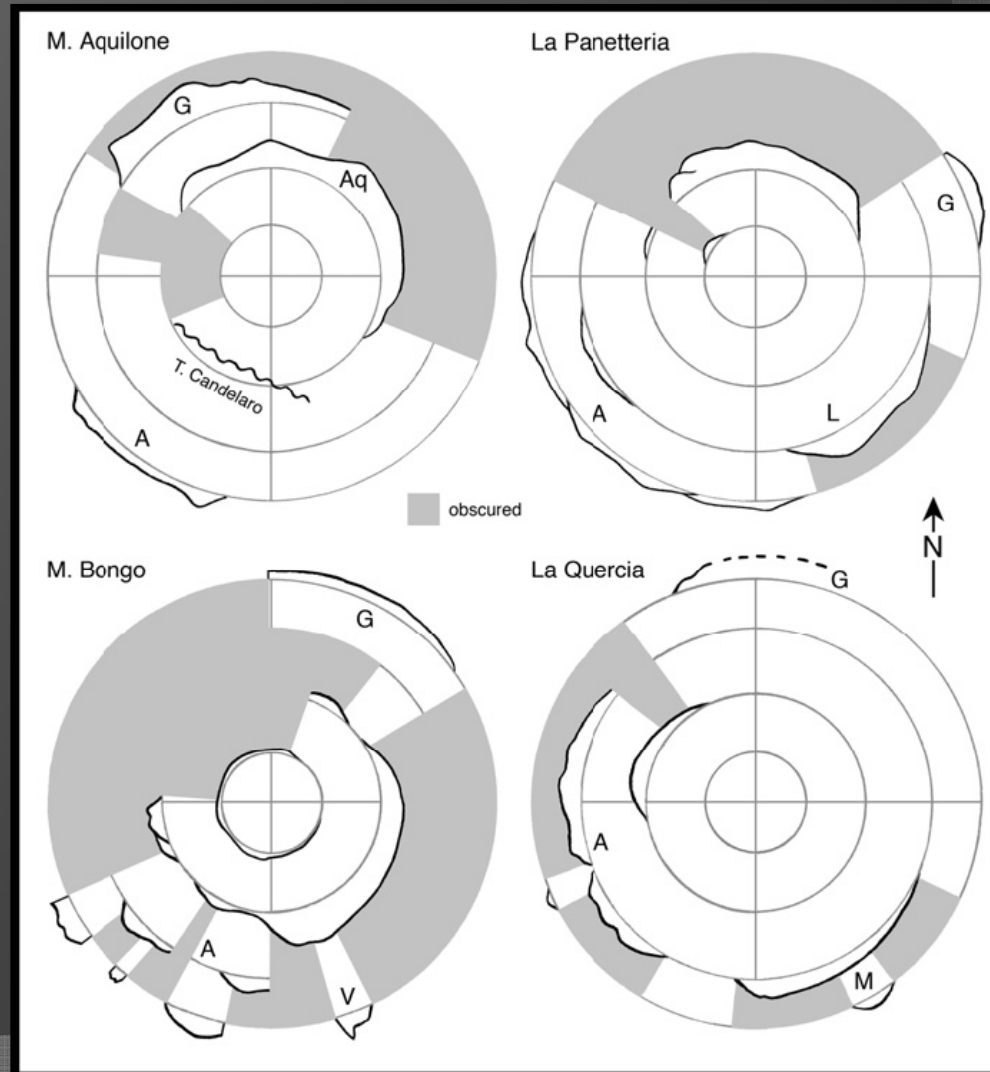 M. Aquilone
La Panetteria
G
Aq
G
T. Candelaro
A
A
L
obscured
N
M. Bongo
La Quercia
G
G
A
A
V
M